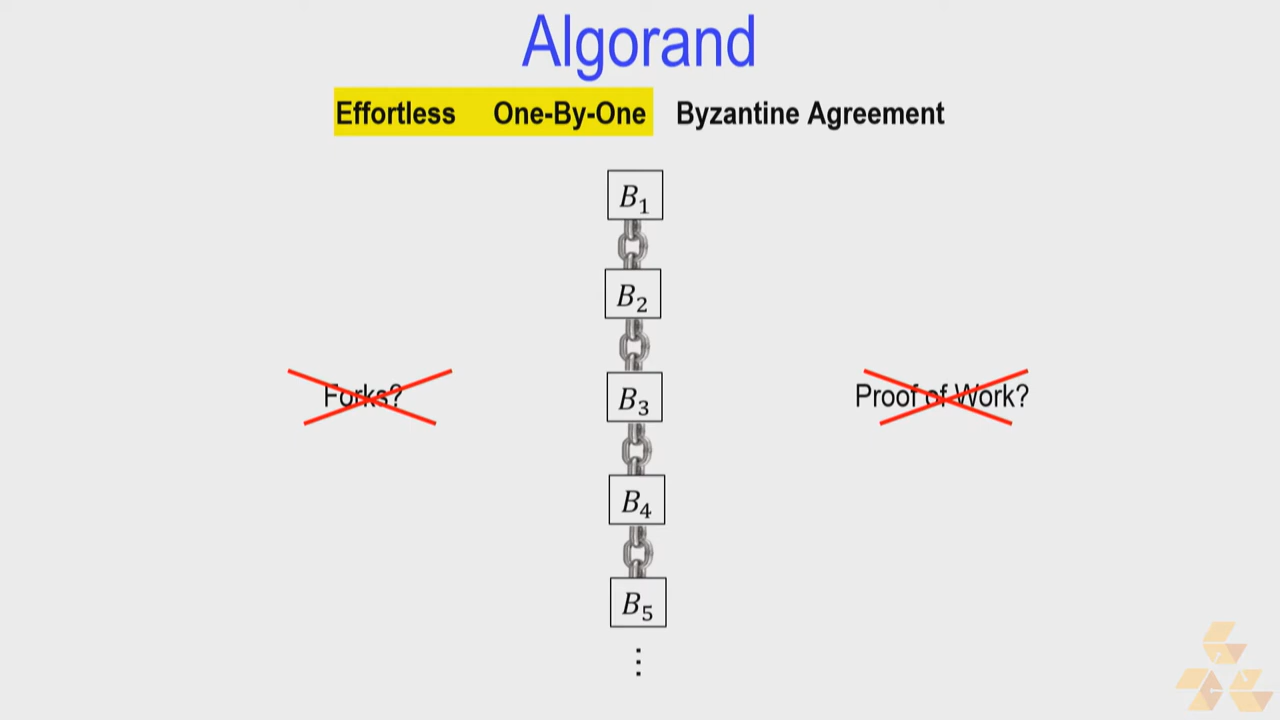 Algorand
Effortless One-By-One Byzantine Agreement
B₁
B₂
Forks?
B₃
Proof of Work?
B₄
B₅
⋮